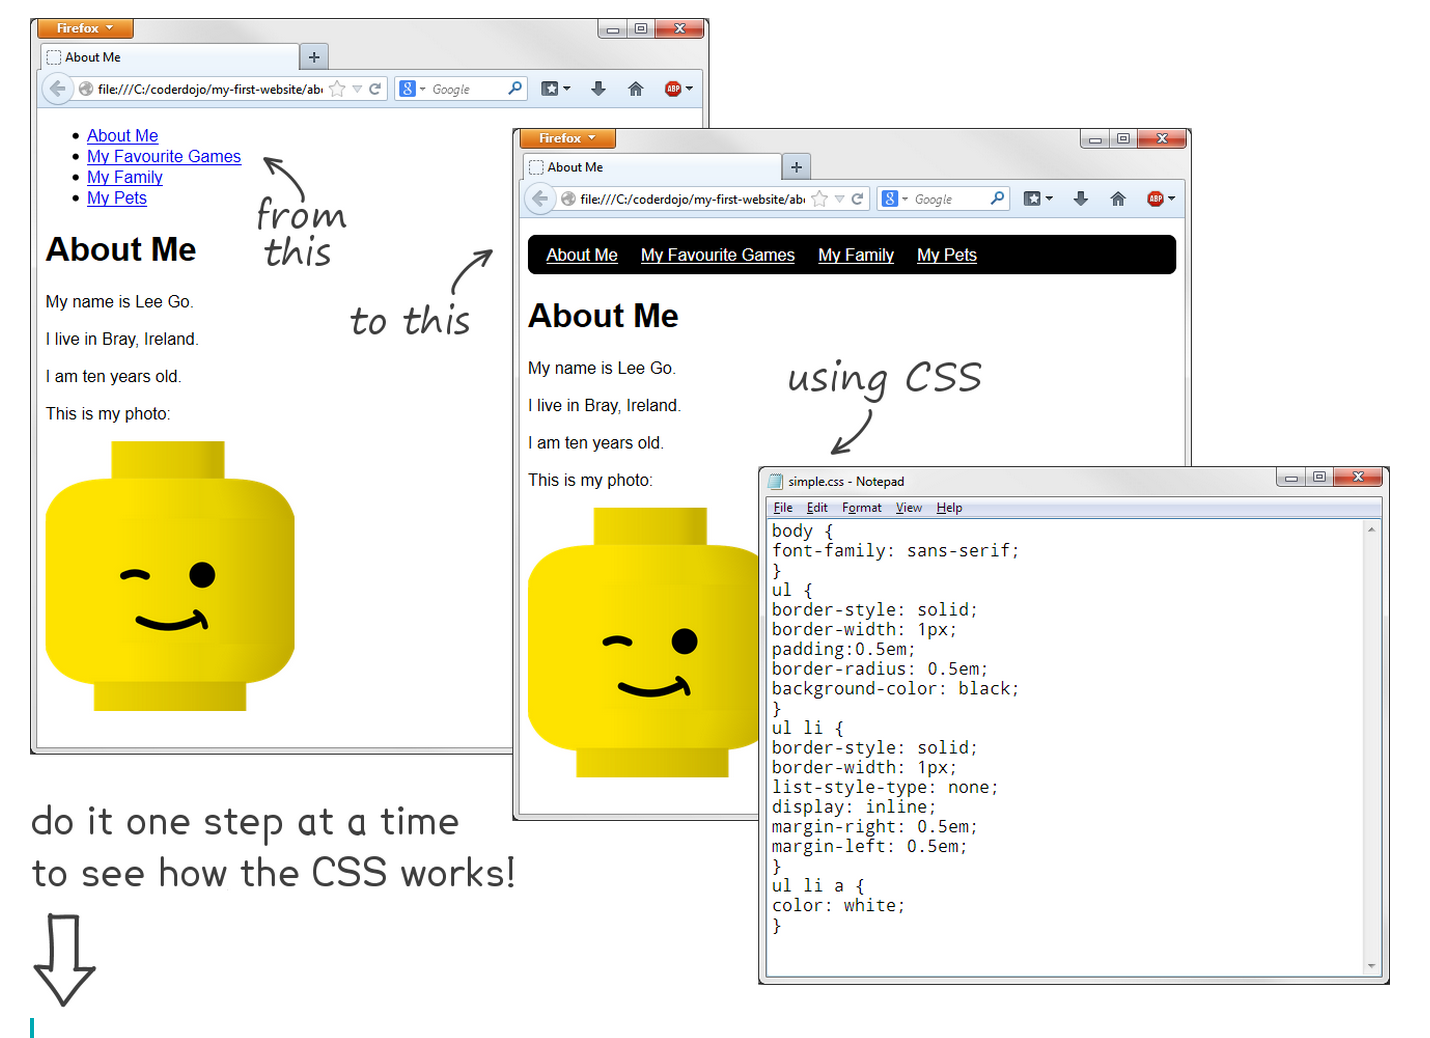 Firefox
About Me
file:///C:/coderdojo/my-first-website/abo
Google
ABP
About Me
My Favourite Games
My Family
My Pets
from
this
About Me
My name is Lee Go.
I live in Bray, Ireland.
I am ten years old.
This is my photo:
to this
Firefox
About Me
file:///C:/coderdojo/my-first-website/abo
Google
ABP
About Me My Favourite Games My Family My Pets
About Me
My name is Lee Go.
I live in Bray, Ireland.
I am ten years old.
This is my photo:
using CSS
simple.css - Notepad
File Edit Format View Help
body {
font-family: sans-serif;
}
ul {
border-style: solid;
border-width: 1px;
padding:0.5em;
border-radius: 0.5em;
background-color: black;
}
ul li {
border-style: solid;
border-width: 1px;
list-style-type: none;
display: inline;
margin-right: 0.5em;
margin-left: 0.5em;
}
ul li a {
color: white;
}
do it one step at a time
to see how the CSS works!